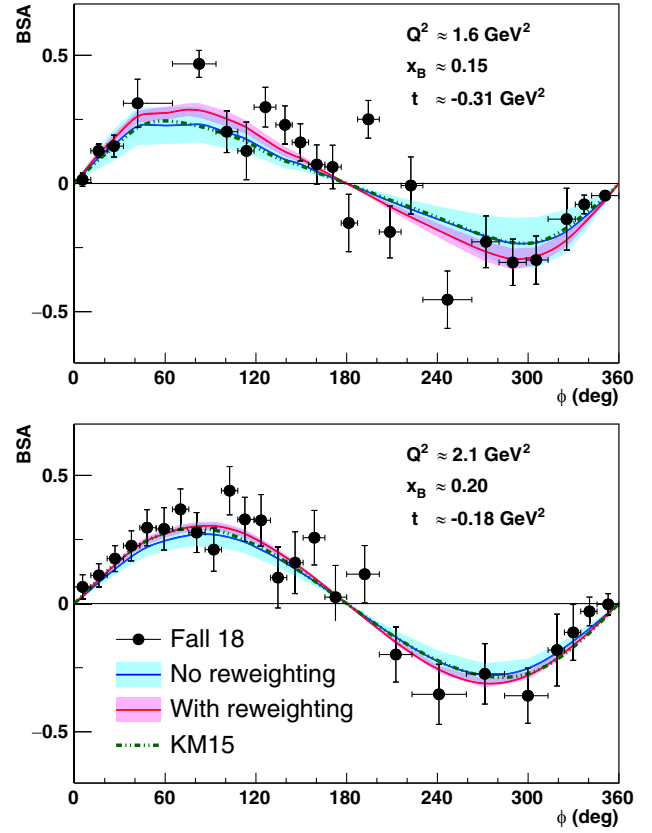 BSA
Q² ≈ 1.6 GeV²
x_B ≈ 0.15
t ≈ -0.31 GeV²
0.5
0
−0.5
0 60 120 180 240 300 360
ϕ (deg)
BSA
Q² ≈ 2.1 GeV²
x_B ≈ 0.20
t ≈ -0.18 GeV²
0.5
0
Fall 18
No reweighting
With reweighting
KM15
−0.5
0 60 120 180 240 300 360
ϕ (deg)